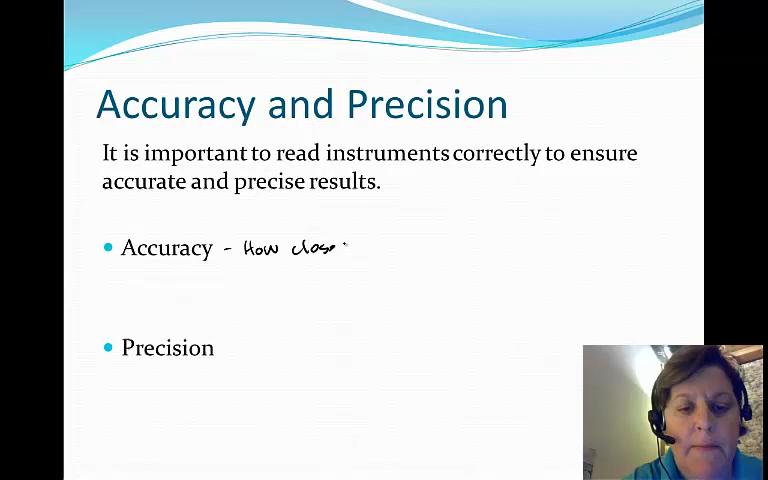 Accuracy and Precision
It is important to read instruments correctly to ensure
accurate and precise results.
• Accuracy - How close
• Precision